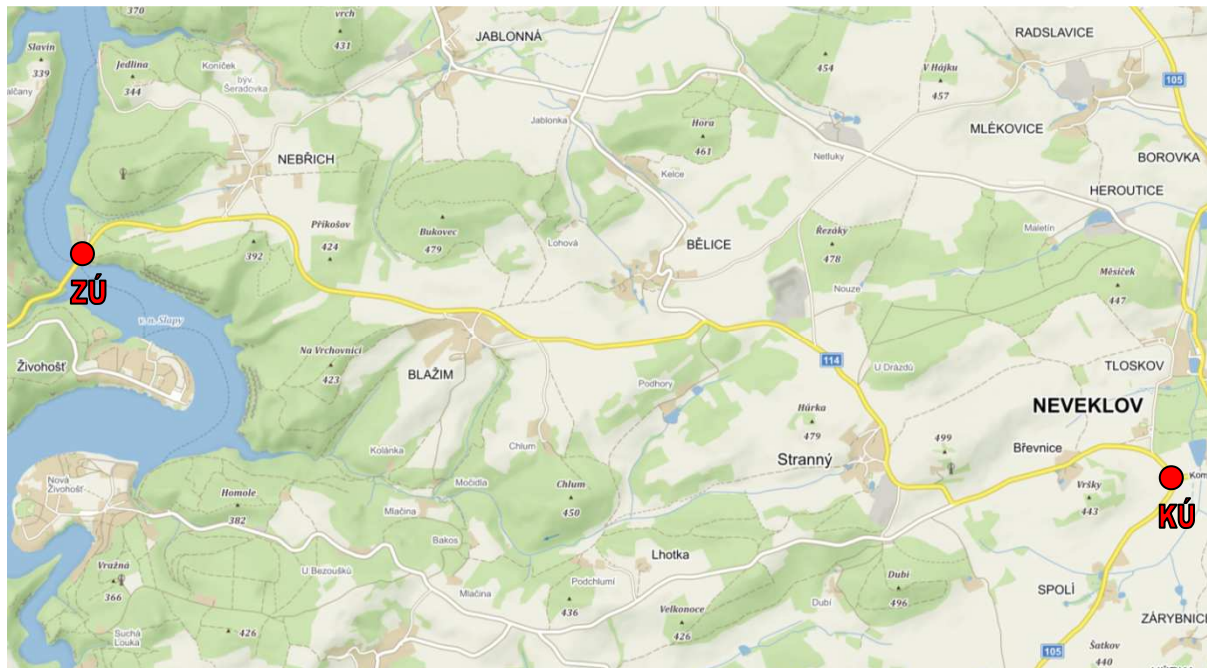 370
vrch
431
Slavín
339
Jedlina
344
Koníček
býv.
Šeradovka
JABLONNÁ
454
V Hájku
457
RADSLAVICE
105
MLÉKOVICE
Jablonka
Hora
461
Netluky
BOROVKA
NEBŘICH
Kelce
HEROUTICE
Příkošov
424
Bukovec
479
392
Lohová
BĚLICE
Řezáky
478
Maletín
ZÚ
Nouze
Měsíček
447
v. n. Slapy
Živohošť
Na Vrchovnici
423
BLAŽIM
114
U Drázdů
TLOSKOV
Podhory
NEVEKLOV
Hůrka
479
Kolánka
Chlum
Stranný
499
Břevnice
Nová
Živohošť
Homole
382
Močidla
Chlum
450
Vršky
443
KÚ
Mlačina
Bakos
Lhotka
Vražná
366
U Bezoušků
Podchlumí
436
Mlačina
Dubí
496
SPOLÍ
Dubí
Velkonoce
426
ZÁRYBNICE
Suchá
Louka
426
105
Šatkov
440